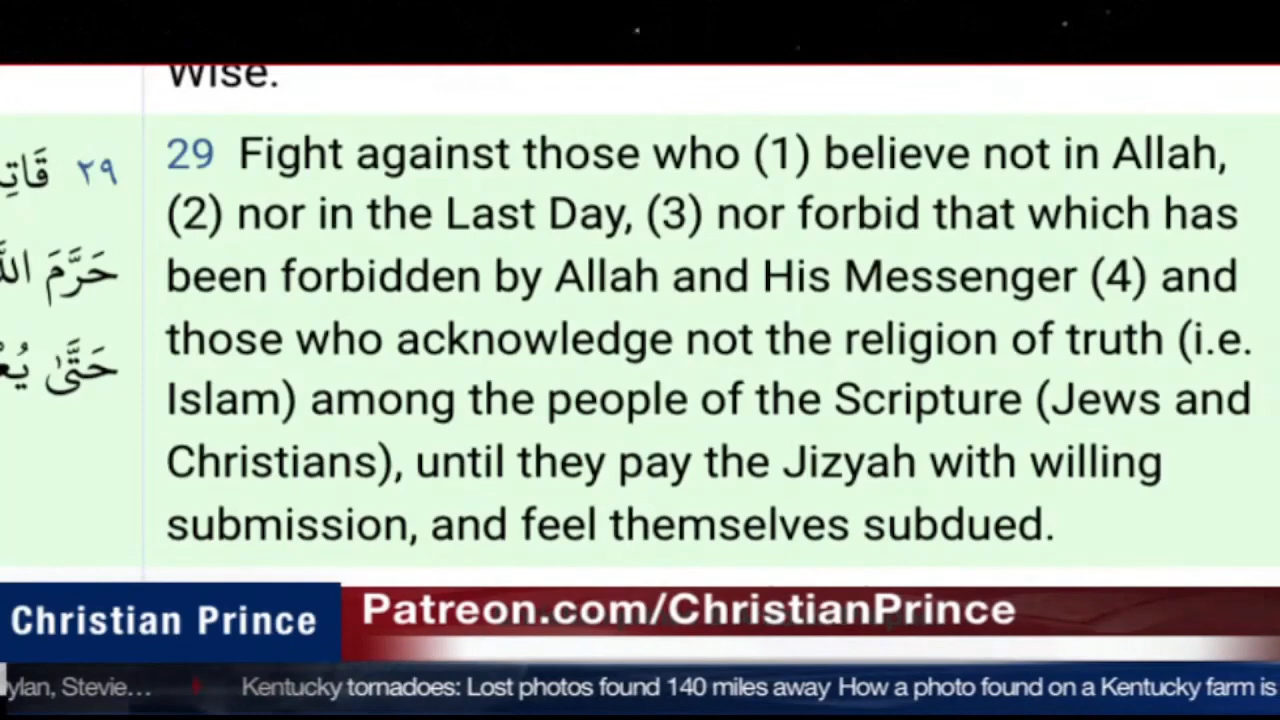 Wise.
29 Fight against those who (1) believe not in Allah,
(2) nor in the Last Day, (3) nor forbid that which has
been forbidden by Allah and His Messenger (4) and
those who acknowledge not the religion of truth (i.e.
Islam) among the people of the Scripture (Jews and
Christians), until they pay the Jizyah with willing
submission, and feel themselves subdued.
٢٩
حَرَّمَ
حَتَّىٰ
Christian Prince
Patreon.com/ChristianPrince
ylan, Stevie… Kentucky tornadoes: Lost photos found 140 miles away How a photo found on a Kentucky farm is